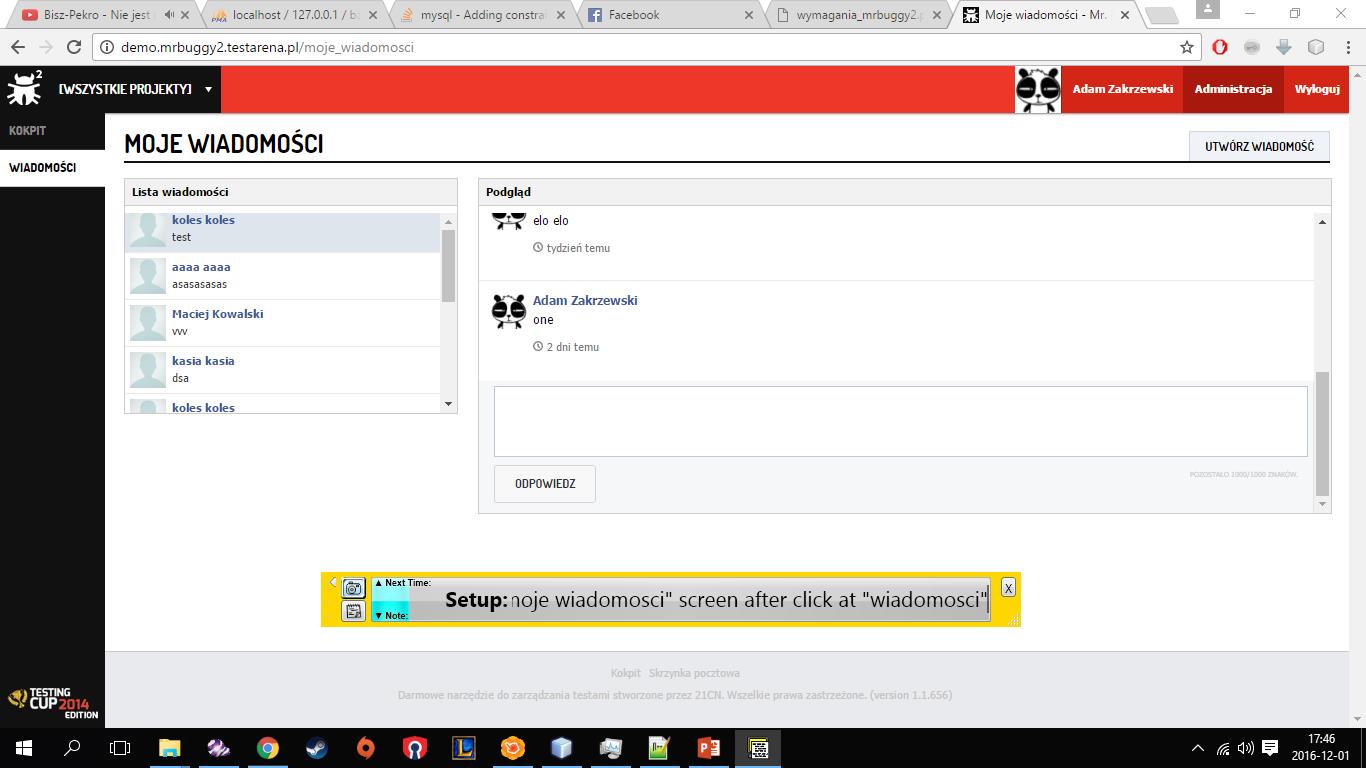 Bisz-Pekro - Nie jest
localhost / 127.0.0.1 / b
mysql - Adding constrai
Facebook
wymagania_mrbuggy2.p
Moje wiadomości - Mr.
demo.mrbuggy2.testarena.pl/moje_wiadomosci
2
[WSZYSTKIE PROJEKTY]
Adam Zakrzewski
Administracja
Wyloguj
KOKPIT
WIADOMOŚCI
MOJE WIADOMOŚCI
UTWÓRZ WIADOMOŚĆ
Lista wiadomości
koles koles
test
aaaa aaaa
asasasasas
Maciej Kowalski
vvv
kasia kasia
dsa
koles koles
Podgląd
elo elo
tydzień temu
Adam Zakrzewski
one
2 dni temu
POZOSTAŁO 1000/1000 ZNAKÓW.
ODPOWIEDZ
▲ Next Time:
Setup: moje wiadomosci" screen after click at "wiadomosci"
▼ Note:
X
Kokpit Skrzynka pocztowa
Darmowe narzędzie do zarządzania testami stworzone przez 21CN. Wszelkie prawa zastrzeżone. (version 1.1.656)
TESTING
CUP 2014
EDITION
17:46
2016-12-01